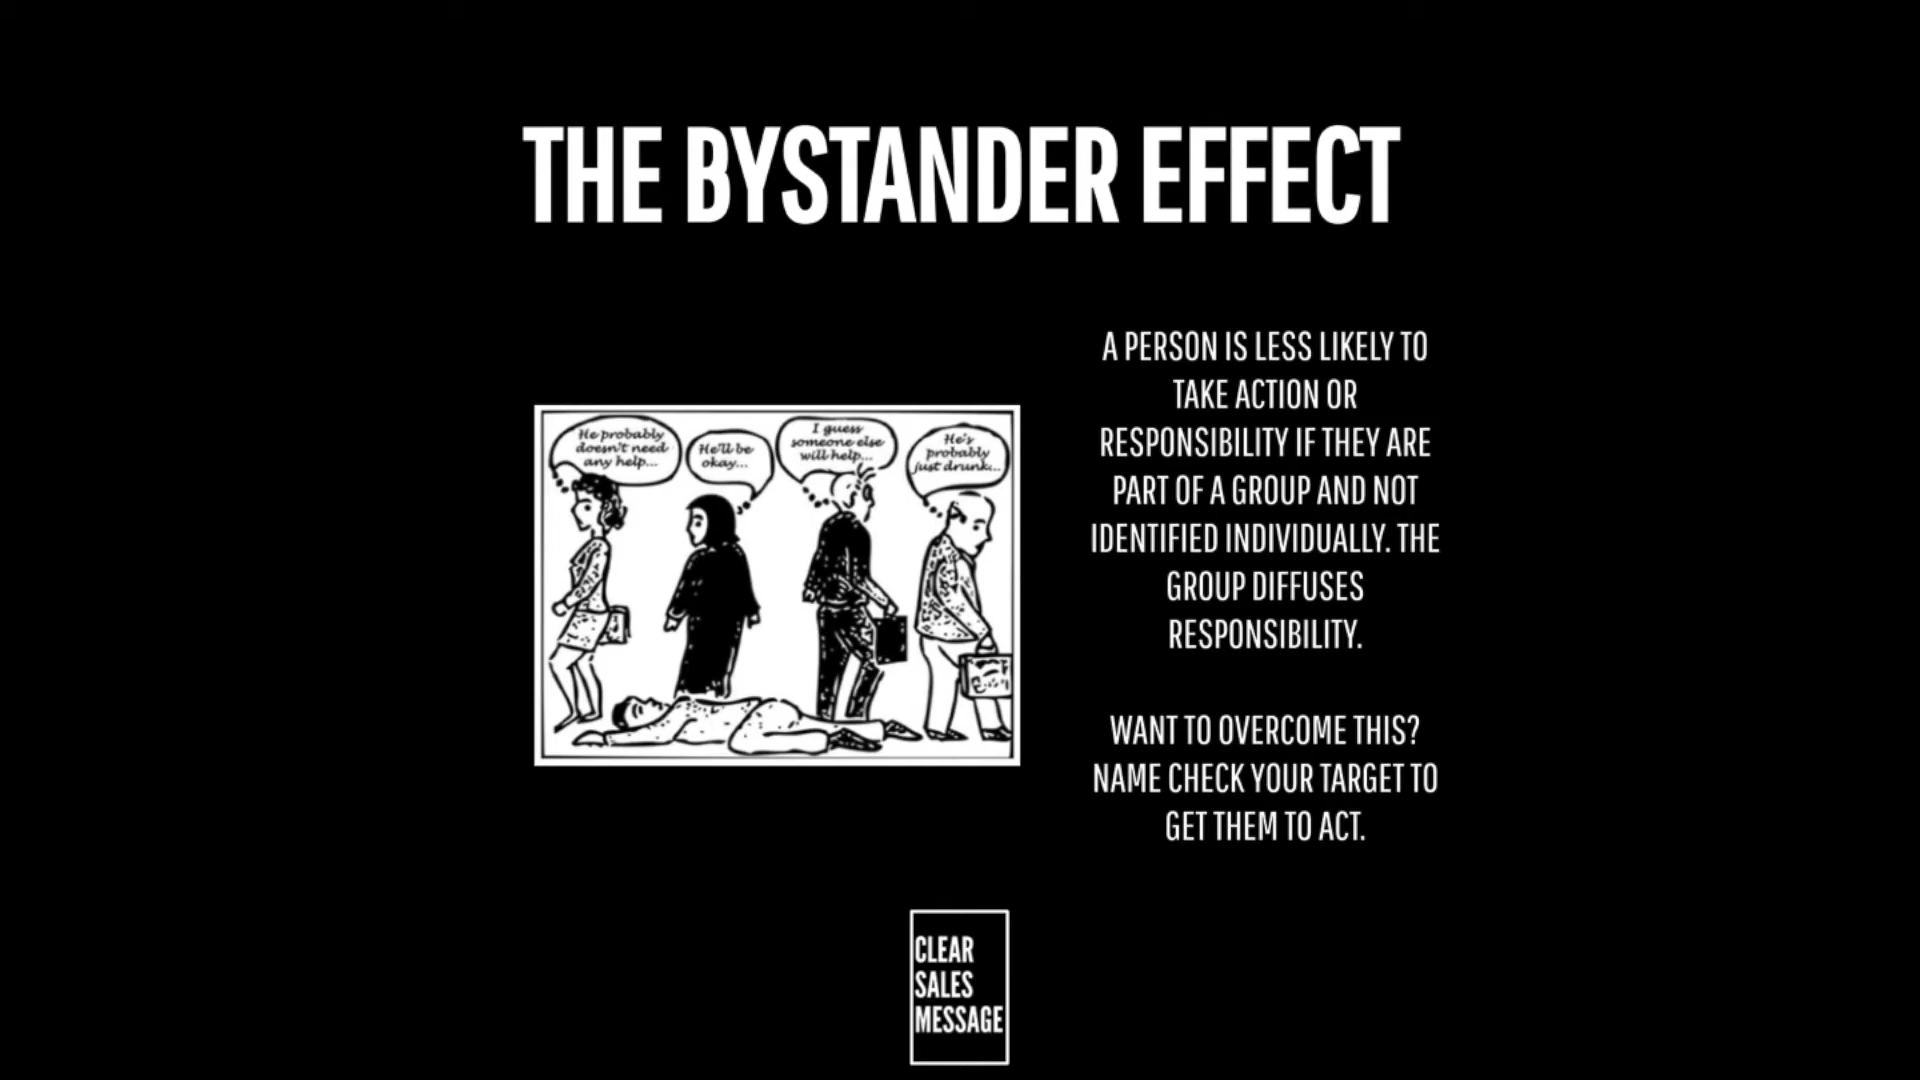 THE BYSTANDER EFFECT
He probably
doesn't need
any help...
He'll be
okay...
I guess
someone else
will help...
He's
probably
just drunk...
A PERSON IS LESS LIKELY TO
TAKE ACTION OR
RESPONSIBILITY IF THEY ARE
PART OF A GROUP AND NOT
IDENTIFIED INDIVIDUALLY. THE
GROUP DIFFUSES
RESPONSIBILITY.
WANT TO OVERCOME THIS?
NAME CHECK YOUR TARGET TO
GET THEM TO ACT.
CLEAR
SALES
MESSAGE